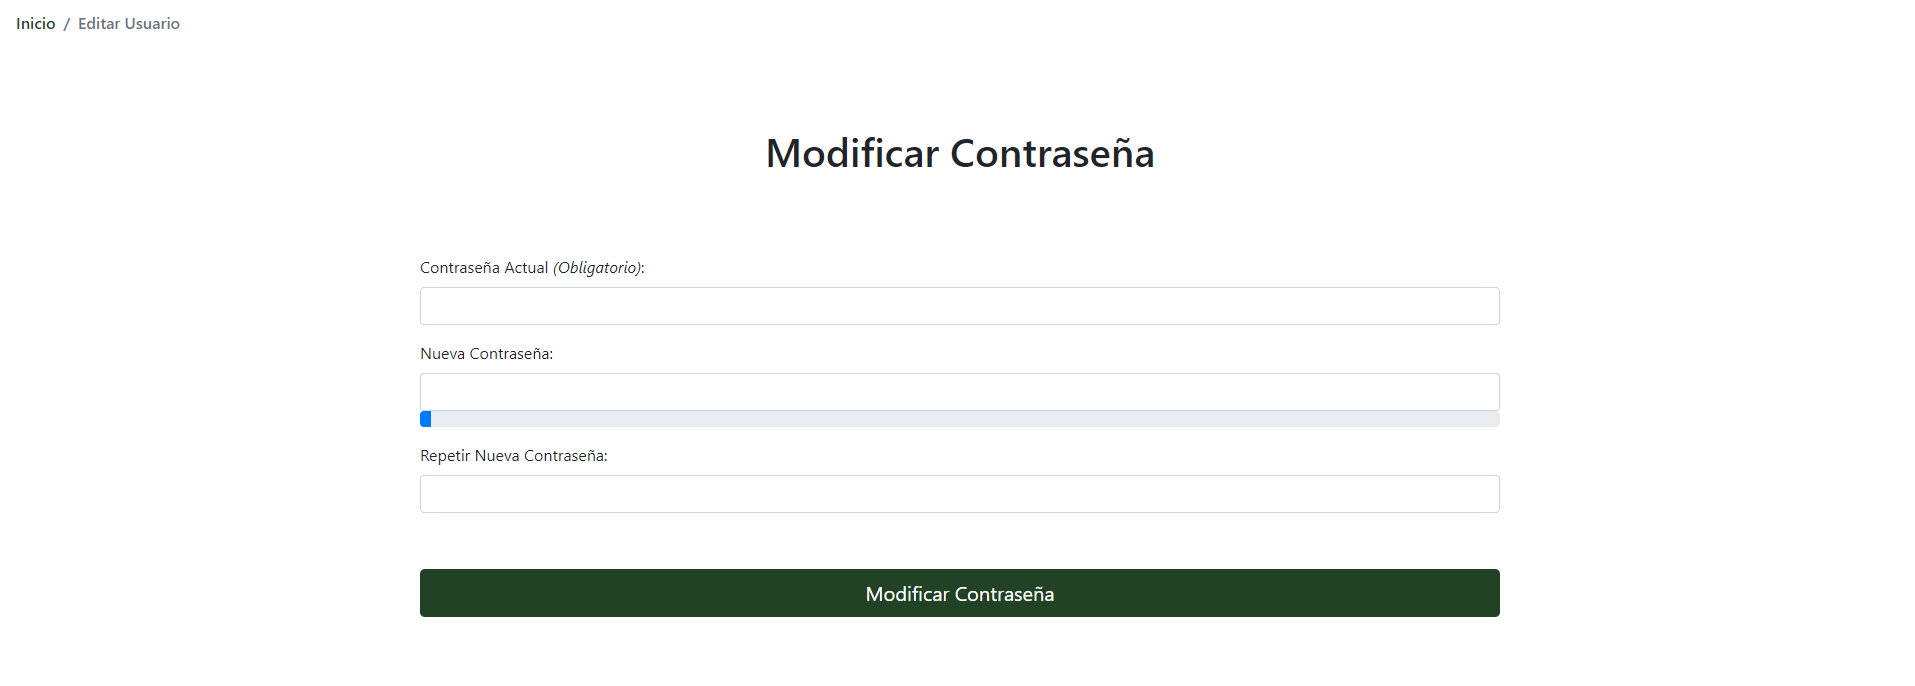 Inicio / Editar Usuario
Modificar Contraseña
Contraseña Actual (Obligatorio):
Nueva Contraseña:
Repetir Nueva Contraseña:
Modificar Contraseña